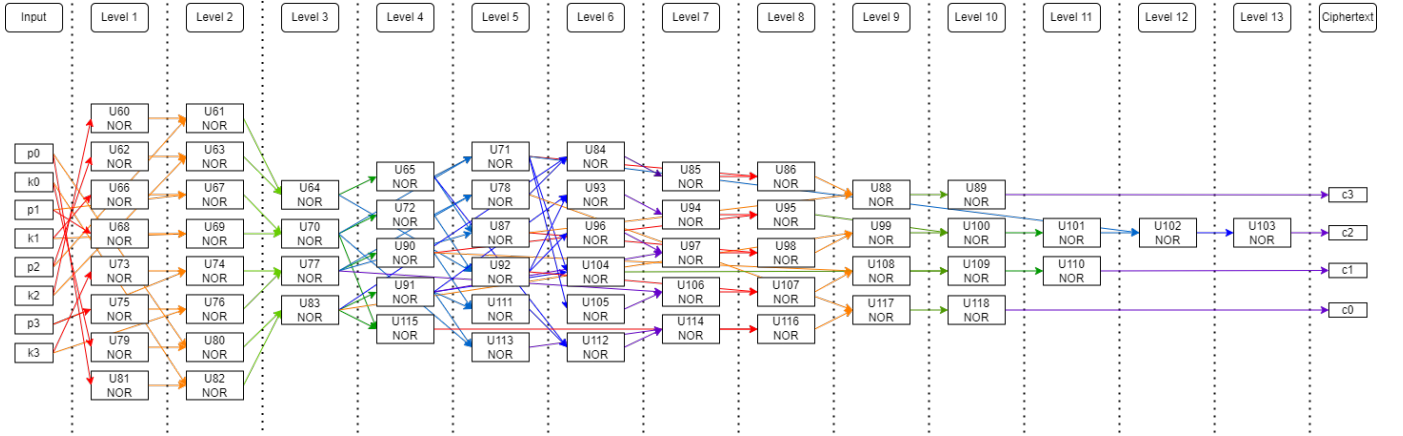 Input
Level 1
Level 2
Level 3
Level 4
Level 5
Level 6
Level 7
Level 8
Level 9
Level 10
Level 11
Level 12
Level 13
Ciphertext
p0
k0
p1
k1
p2
k2
p3
k3
U60
NOR
U62
NOR
U66
NOR
U68
NOR
U73
NOR
U75
NOR
U79
NOR
U81
NOR
U61
NOR
U63
NOR
U67
NOR
U69
NOR
U74
NOR
U76
NOR
U80
NOR
U82
NOR
U64
NOR
U70
NOR
U77
NOR
U83
NOR
U65
NOR
U72
NOR
U90
NOR
U91
NOR
U115
NOR
U71
NOR
U78
NOR
U87
NOR
U92
NOR
U111
NOR
U113
NOR
U84
NOR
U93
NOR
U96
NOR
U104
NOR
U105
NOR
U112
NOR
U85
NOR
U94
NOR
U97
NOR
U106
NOR
U114
NOR
U86
NOR
U95
NOR
U98
NOR
U107
NOR
U116
NOR
U88
NOR
U99
NOR
U108
NOR
U117
NOR
U89
NOR
U100
NOR
U109
NOR
U118
NOR
U101
NOR
U110
NOR
U102
NOR
U103
NOR
c3
c2
c1
c0